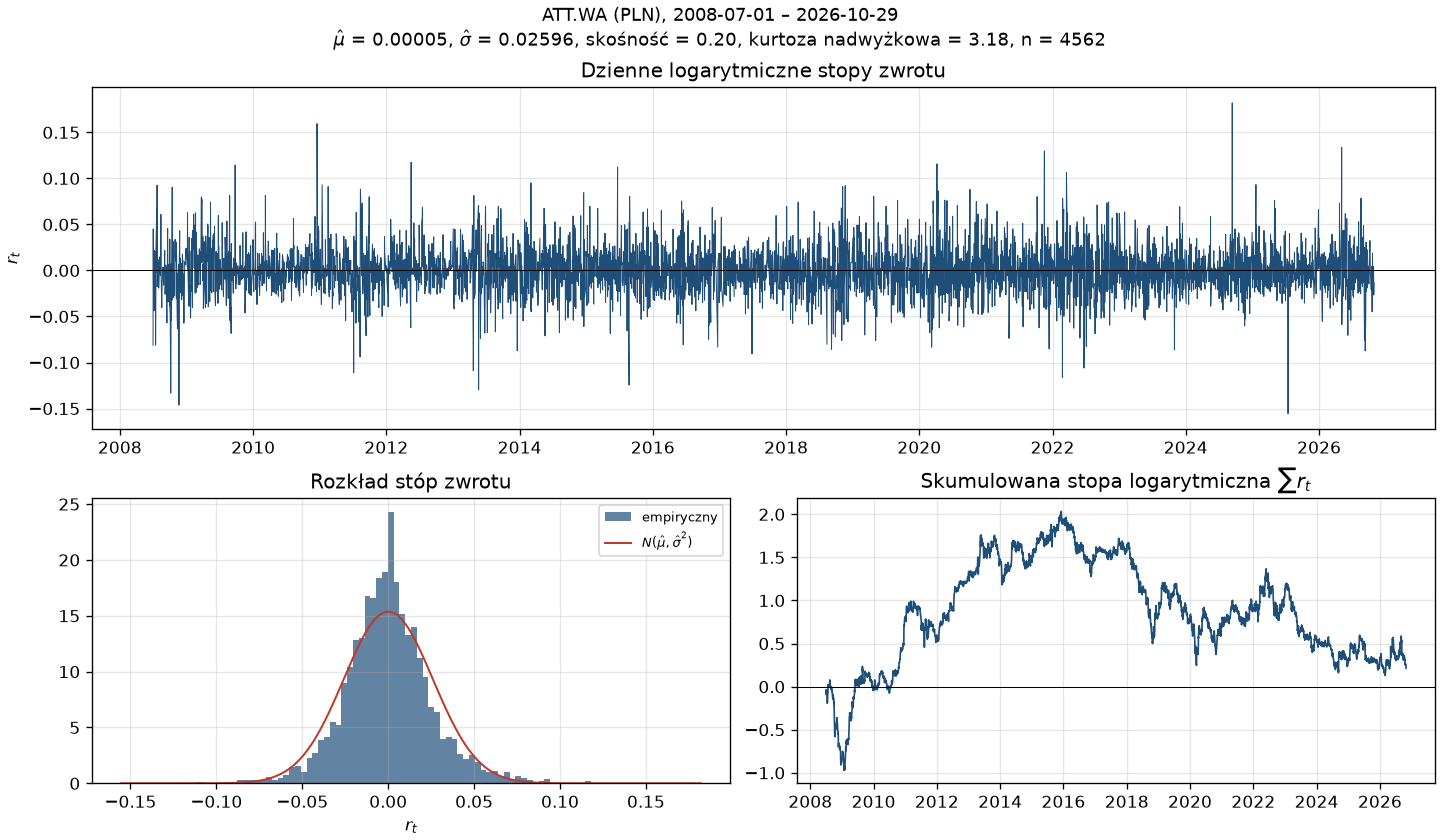 ATT.WA (PLN), 2008-07-01 – 2026-10-29
μ̂ = 0.00005, σ̂ = 0.02596, skośność = 0.20, kurtoza nadwyżkowa = 3.18, n = 4562
Dzienne logarytmiczne stopy zwrotu
0.15
0.10
0.05
0.00
−0.05
−0.10
−0.15
r_t
2008 2010 2012 2014 2016 2018 2020 2022 2024 2026
Rozkład stóp zwrotu
25
20
15
10
5
0
empiryczny
N(μ̂, σ̂²)
−0.15 −0.10 −0.05 0.00 0.05 0.10 0.15
r_t
Skumulowana stopa logarytmiczna ∑r_t
2.0
1.5
1.0
0.5
0.0
−0.5
−1.0
2008 2010 2012 2014 2016 2018 2020 2022 2024 2026